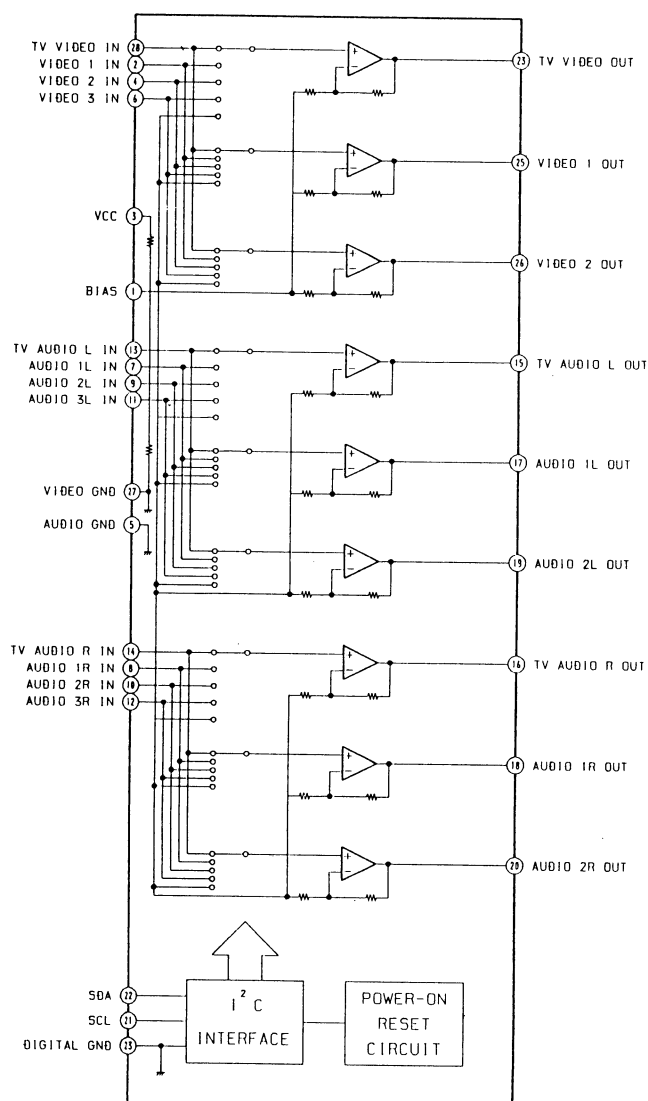 TV VIDEO IN 28
VIDEO 1 IN 2
VIDEO 2 IN 4
VIDEO 3 IN 6
23 TV VIDEO OUT
25 VIDEO 1 OUT
VCC 3
26 VIDEO 2 OUT
BIAS 1
TV AUDIO L IN 13
AUDIO 1L IN 7
AUDIO 2L IN 9
AUDIO 3L IN 11
15 TV AUDIO L OUT
17 AUDIO 1L OUT
VIDEO GND 27
AUDIO GND 5
19 AUDIO 2L OUT
TV AUDIO R IN 14
AUDIO 1R IN 8
AUDIO 2R IN 10
AUDIO 3R IN 12
16 TV AUDIO R OUT
18 AUDIO 1R OUT
20 AUDIO 2R OUT
SDA 22
SCL 21
DIGITAL GND 23
I² C
INTERFACE
POWER-ON
RESET
CIRCUIT